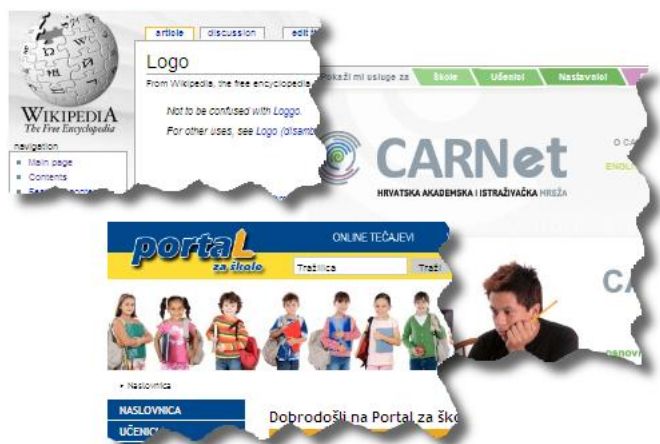 article discussion edit
Logo
From Wikipedia, the free encyclopedia
Not to be confused with Loggo.
For other uses, see Logo
WIKIPEDIA
The Free Encyclopedia
navigation
Main page
Contents
Pokaži mi usluge za Škole Učenici Nastavnici
CARNet
HRVATSKA AKADEMSKA I ISTRAŽIVAČKA MREŽA
portaL
za škole
ONLINE TEČAJEVI
Tražilica
Naslovnica
NASLOVNICA
Dobrodošli na Portal za